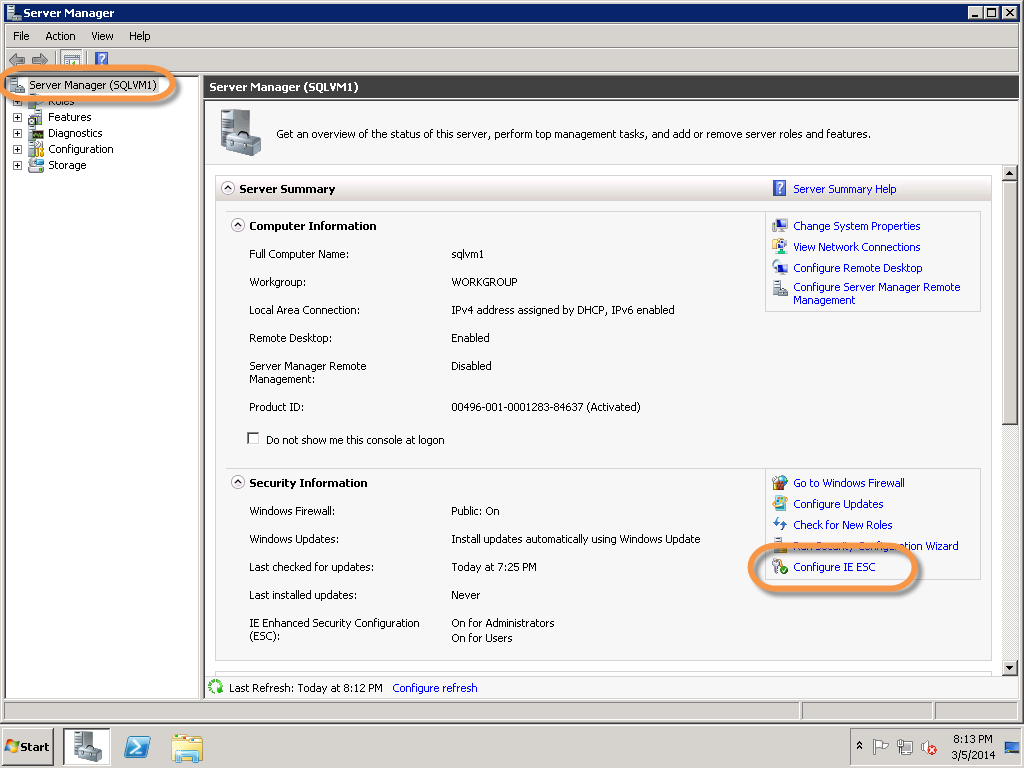 Server Manager
File Action View Help
Server Manager (SQLVM1)
Roles
Features
Diagnostics
Configuration
Storage
Server Manager (SQLVM1)
Get an overview of the status of this server, perform top management tasks, and add or remove server roles and features.
Server Summary
Server Summary Help
Computer Information
Full Computer Name: sqlvm1
Workgroup: WORKGROUP
Local Area Connection: IPv4 address assigned by DHCP, IPv6 enabled
Remote Desktop: Enabled
Server Manager Remote Disabled
Management:
Product ID: 00496-001-0001283-84637 (Activated)
Do not show me this console at logon
Change System Properties
View Network Connections
Configure Remote Desktop
Configure Server Manager Remote
Management
Security Information
Windows Firewall: Public: On
Windows Updates: Install updates automatically using Windows Update
Last checked for updates: Today at 7:25 PM
Last installed updates: Never
IE Enhanced Security Configuration On for Administrators
(ESC): On for Users
Go to Windows Firewall
Configure Updates
Check for New Roles
Run Security Configuration Wizard
Configure IE ESC
Last Refresh: Today at 8:12 PM Configure refresh
Start
8:13 PM
3/5/2014